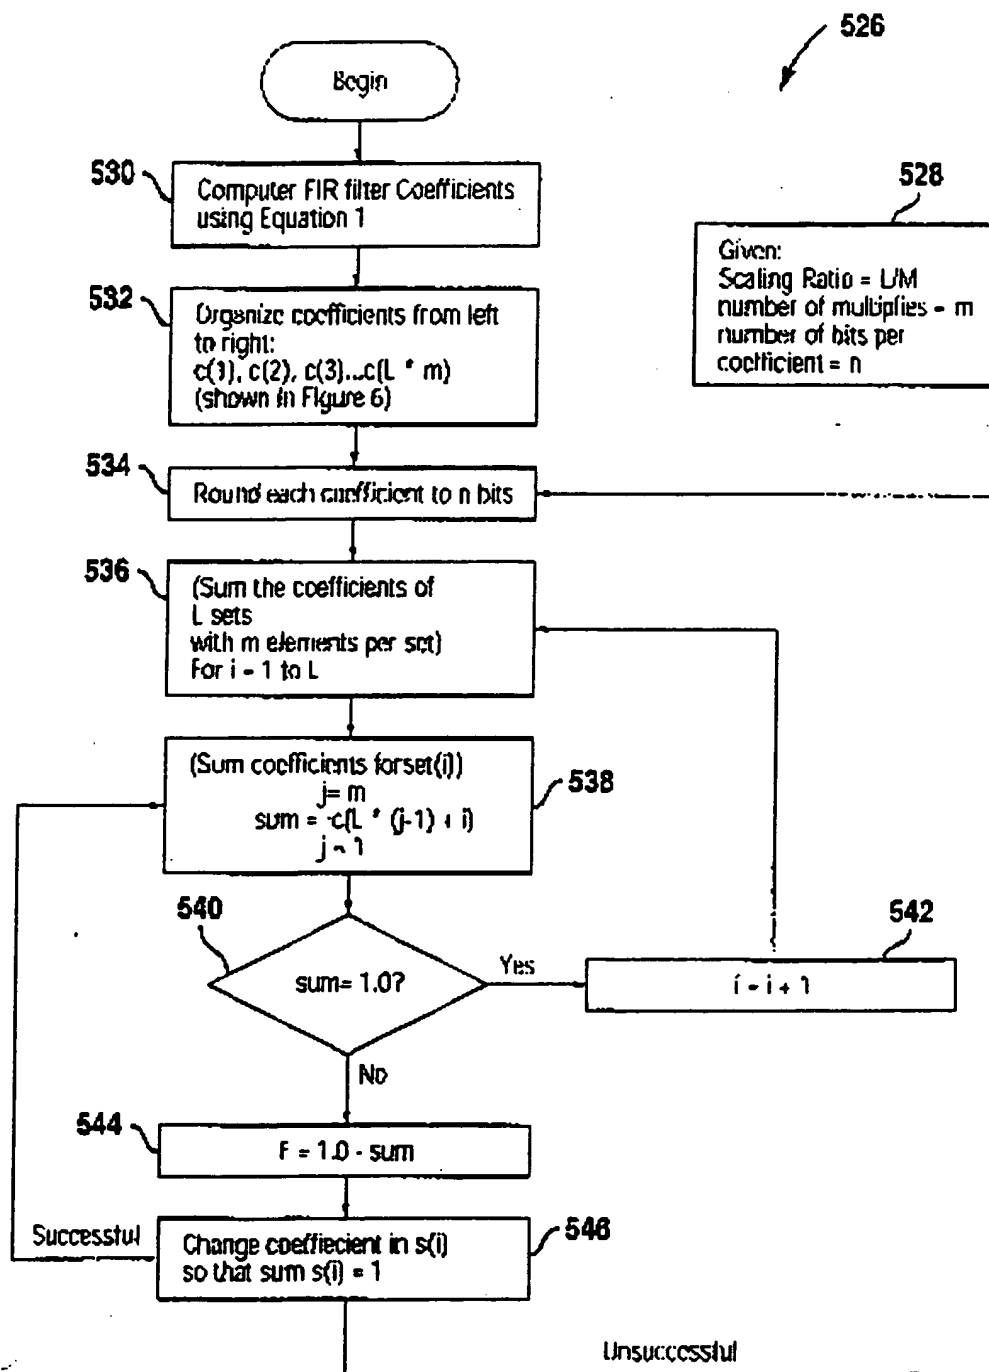 526
Begin
530
Computer FIR filter Coefficients
using Equation 1
528
Given:
Scaling Ratio = L/M
number of multiplies - m
number of bits per
coefficient = n
532
Organize coefficients from left
to right:
c(1), c(2), c(3)...c(L * m)
(shown in Figure 6)
534
Round each coefficient to n bits
536
(Sum the coefficients of
L sets
with m elements per set)
For i - 1 to L
(Sum coefficients forset(i))
j= m
sum = c(L * (j-1) + i)
j - 1
538
540
sum= 1.0?
Yes
542
i - i + 1
No
544
F = 1.0 - sum
Successful
546
Change coeffiecient in s(i)
so that sum s(i) = 1
Unsuccessful